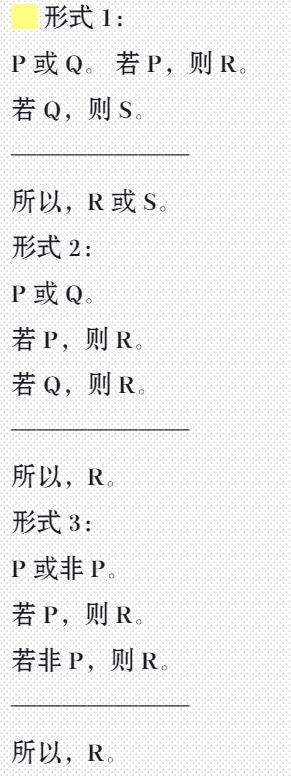 形式 1：
P 或 Q。 若 P，则 R。
若 Q，则 S。
所以，R 或 S。
形式 2：
P 或 Q。
若 P，则 R。
若 Q，则 R。
所以，R。
形式 3：
P 或非 P。
若 P，则 R。
若非 P，则 R。
所以，R。